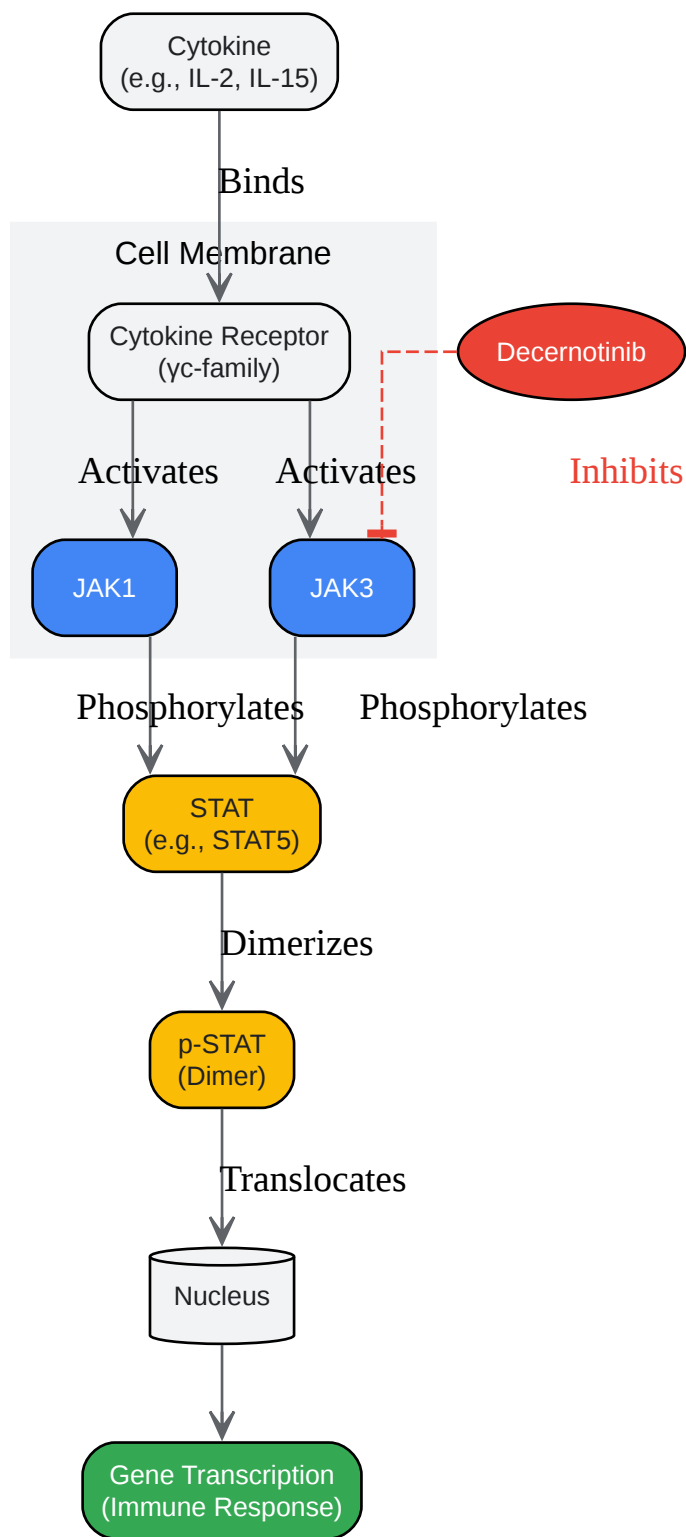 Cytokine
(e.g., IL-2, IL-15)
Binds
Cell Membrane
Cytokine Receptor
(γc-family)
Decernotinib
Activates
Activates
Inhibits
JAK1
JAK3
Phosphorylates
Phosphorylates
STAT
(e.g., STAT5)
Dimerizes
p-STAT
(Dimer)
Translocates
Nucleus
Gene Transcription
(Immune Response)